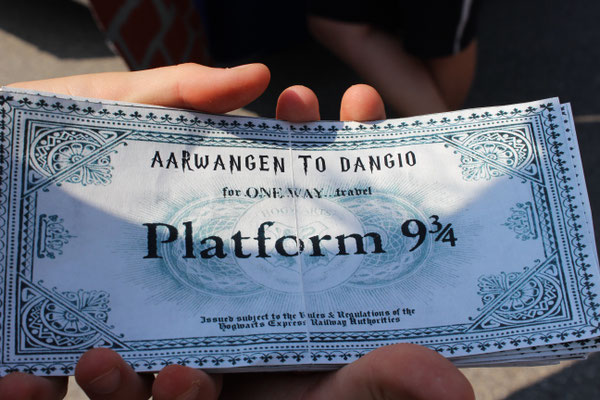 AARWANGEN TO DANGIO
for ONE WAY...travel
HOGWARTS
Platform 9¾
Issued subject to the Rules & Regulations of the
Hogwarts Express Railway Authorities